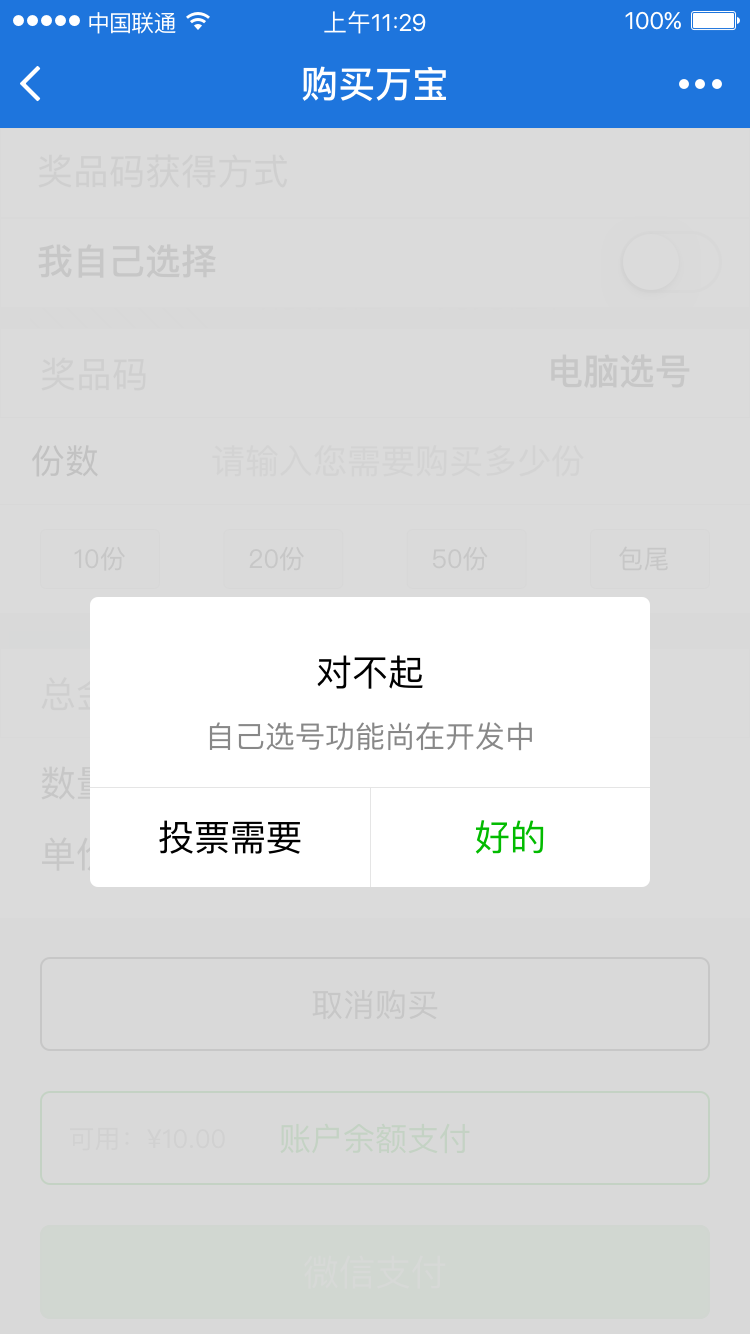 中国联通 上午11:29 100%
购买万宝
奖品码获得方式
我自己选择
奖品码 电脑选号
份数 请输入您需要购买多少份
10份 20份 50份 包尾
对不起
总
自己选号功能尚在开发中
数
投票需要 好的
单
取消购买
可用：¥10.00 账户余额支付
微信支付